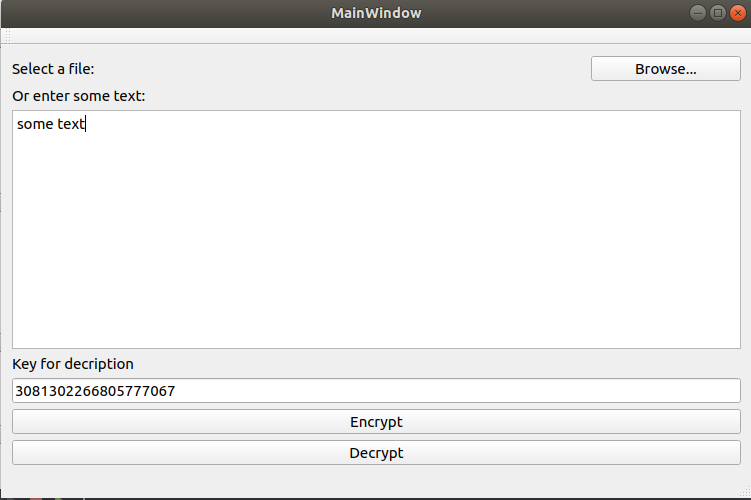 MainWindow
Select a file:
Browse...
Or enter some text:
some text
Key for decription
3081302266805777067
Encrypt
Decrypt